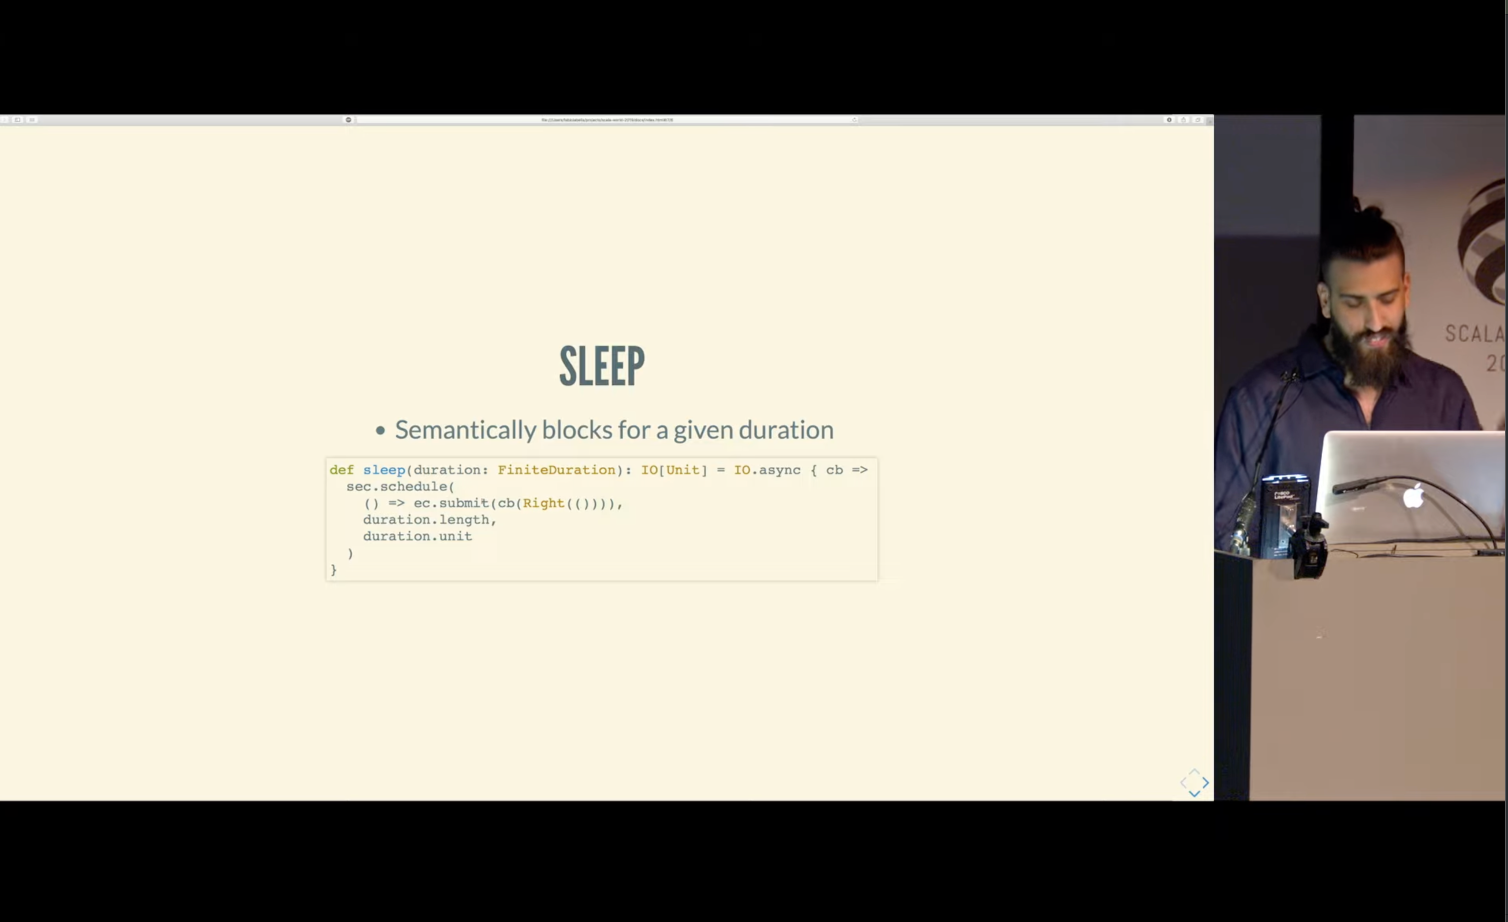 SLEEP
• Semantically blocks for a given duration
def sleep(duration: FiniteDuration): IO[Unit] = IO.async { cb =>
  sec.schedule(
    () => ec.submit(cb(Right(()))),
    duration.length,
    duration.unit
  )
}
SCALA